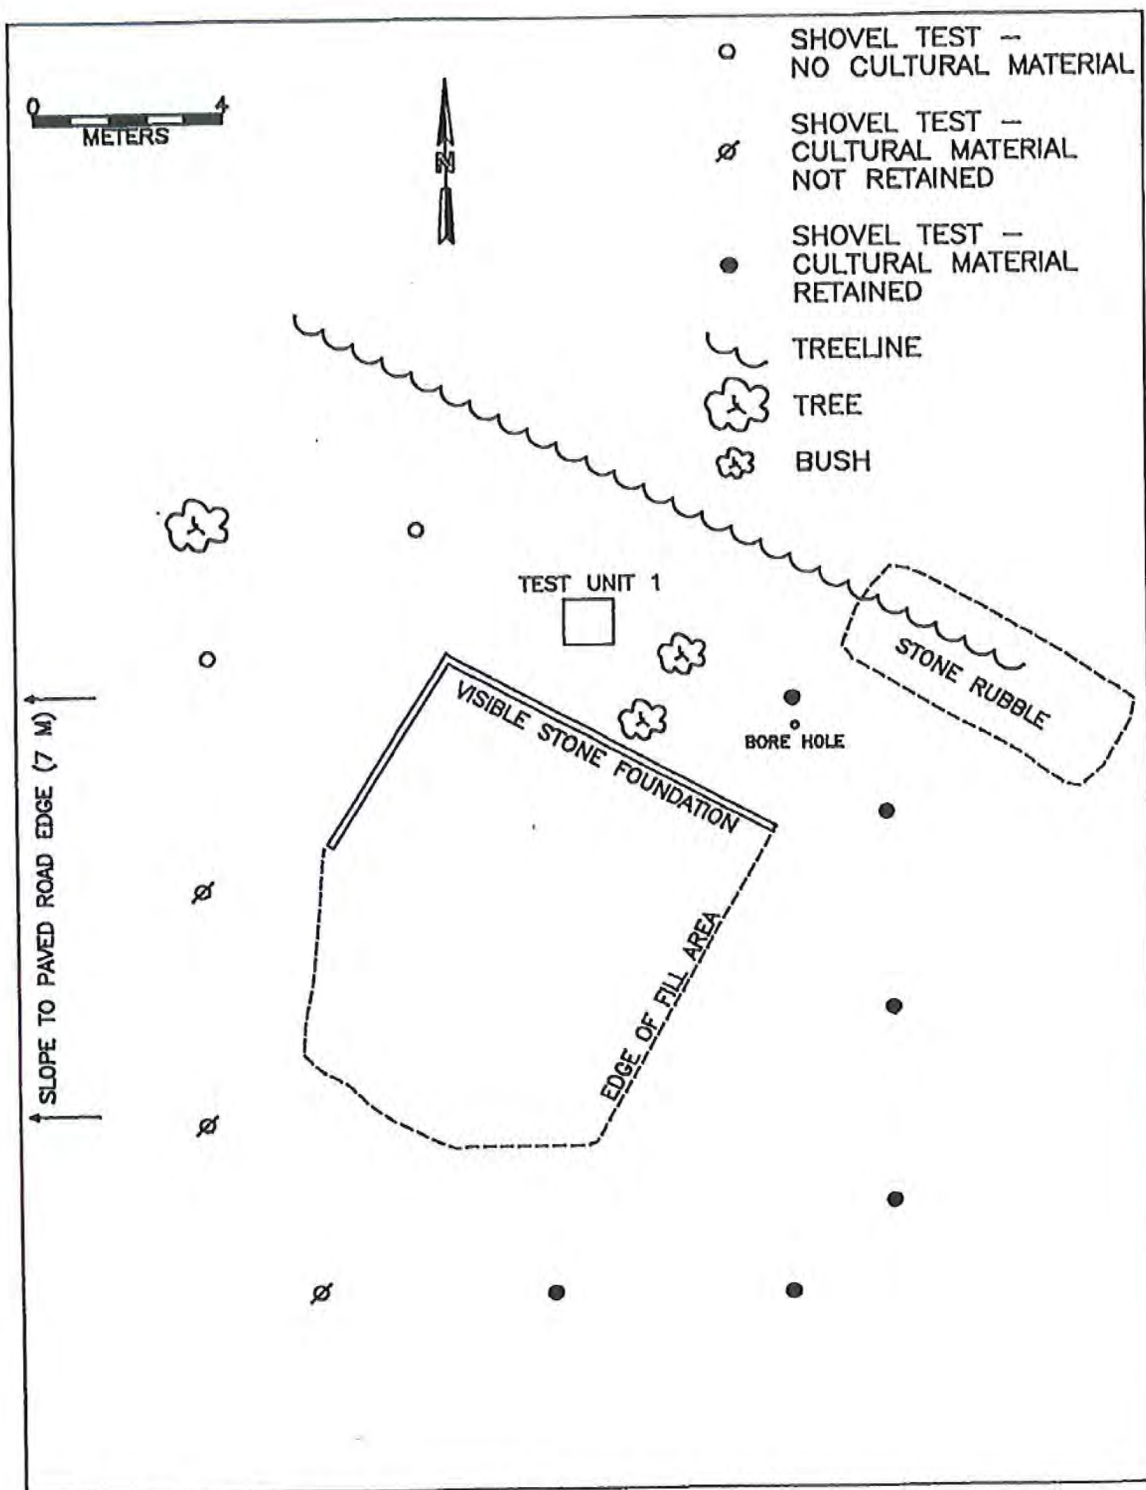 0 4
METERS
N
SHOVEL TEST –
NO CULTURAL MATERIAL
SHOVEL TEST –
CULTURAL MATERIAL
NOT RETAINED
SHOVEL TEST –
CULTURAL MATERIAL
RETAINED
TREELINE
TREE
BUSH
TEST UNIT 1
STONE RUBBLE
VISIBLE STONE FOUNDATION
BORE HOLE
SLOPE TO PAVED ROAD EDGE (7 M)
EDGE OF FILL AREA